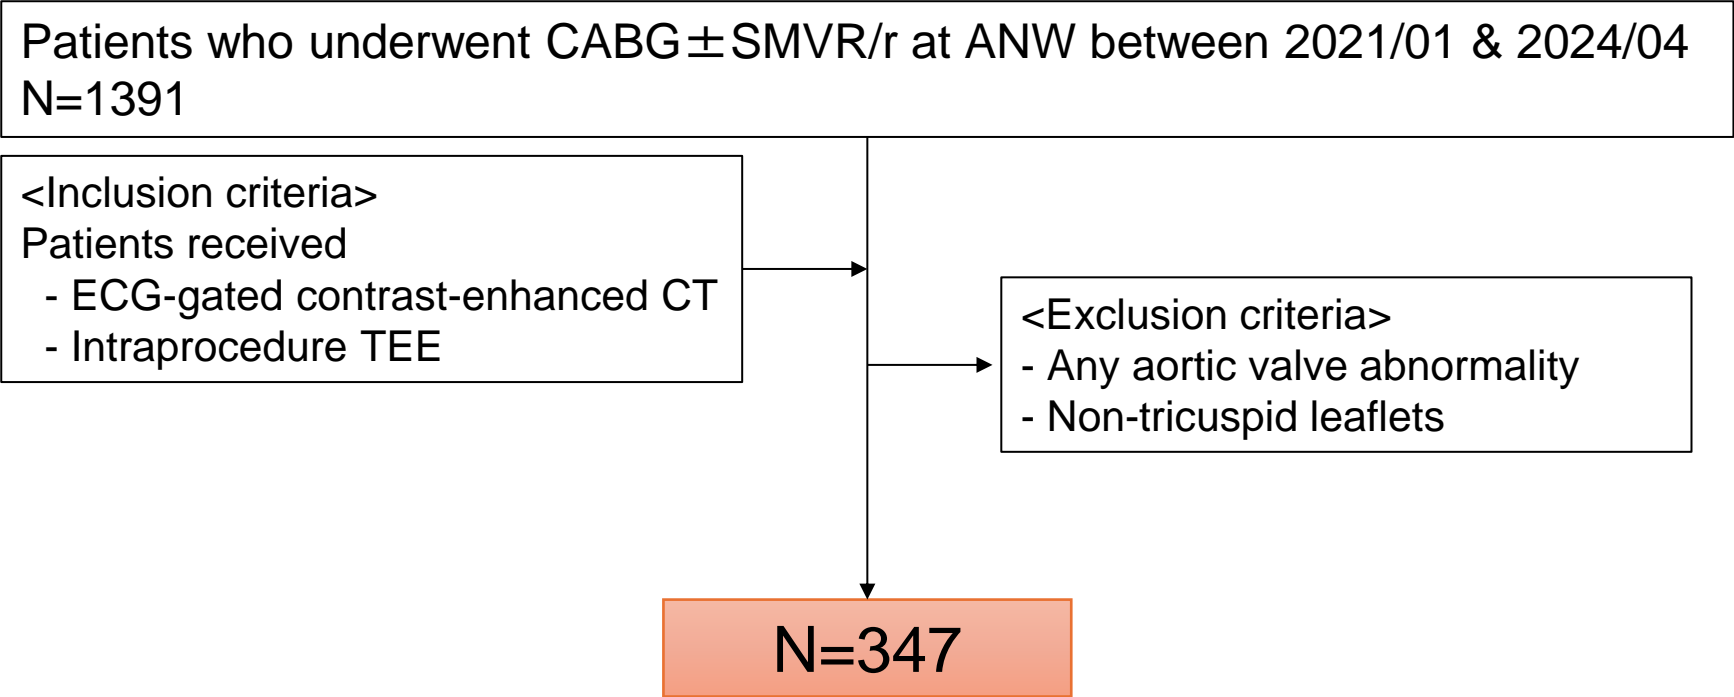 Patients who underwent CABG±SMVR/r at ANW between 2021/01 & 2024/04
N=1391
<Inclusion criteria>
Patients received
- ECG-gated contrast-enhanced CT
- Intraprocedure TEE
<Exclusion criteria>
- Any aortic valve abnormality
- Non-tricuspid leaflets
N=347